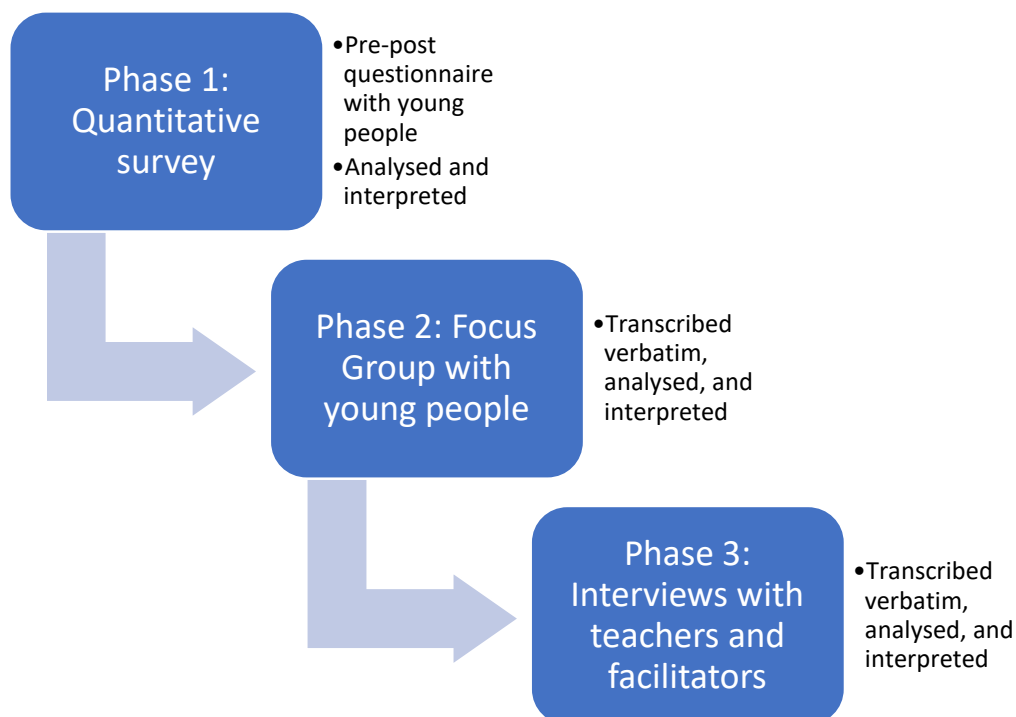 Phase 1:
Quantitative
survey
•Pre-post
questionnaire
with young
people
•Analysed and
interpreted
Phase 2: Focus
Group with
young people
•Transcribed
verbatim,
analysed, and
interpreted
Phase 3:
Interviews with
teachers and
facilitators
•Transcribed
verbatim,
analysed, and
interpreted